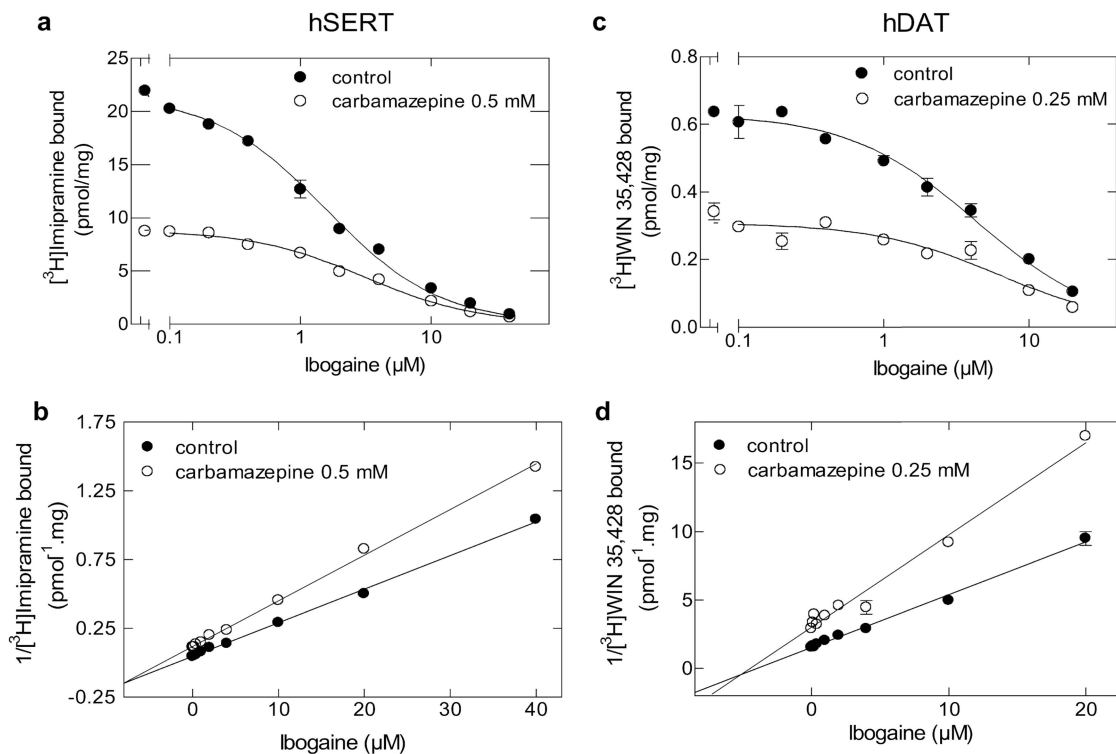 a
hSERT
25
20
15
10
5
0
[³H]Imipramine bound
(pmol/mg)
control
carbamazepine 0.5 mM
0.1
1
10
Ibogaine (µM)
c
hDAT
0.8
0.6
0.4
0.2
0.0
[³H]WIN 35,428 bound
(pmol/mg)
control
carbamazepine 0.25 mM
0.1
1
10
Ibogaine (µM)
b
1.75
1.25
0.75
0.25
-0.25
1/[³H]Imipramine bound
(pmol⁻¹.mg)
control
carbamazepine 0.5 mM
0
10
20
30
40
Ibogaine (µM)
d
15
10
5
0
1/[³H]WIN 35,428 bound
(pmol⁻¹.mg)
control
carbamazepine 0.25 mM
0
10
20
Ibogaine (µM)